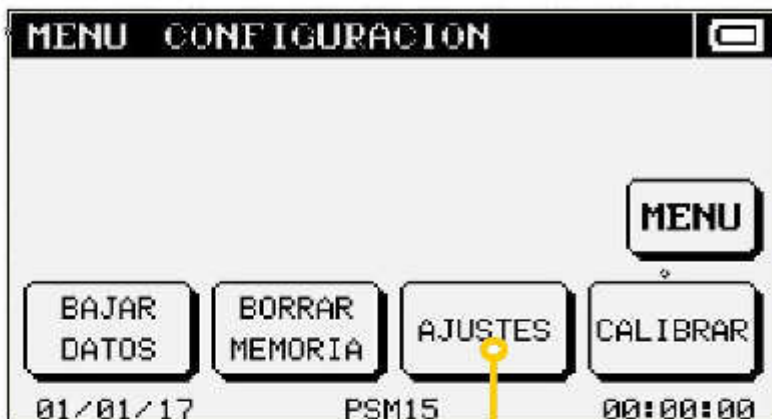 MENU CONFIGURACION
MENU
BAJAR DATOS
BORRAR MEMORIA
AJUSTES
CALIBRAR
01/01/17 PSM15 00:00:00